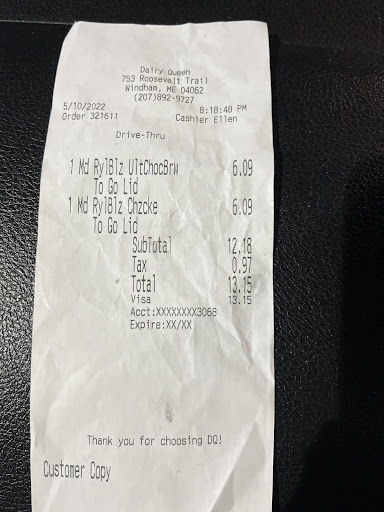 Dairy Queen
753 Roosevelt Trail
Windham, ME 04062
(207)892-9727
5/10/2022 8:18:48 PM
Order 321611 Cashier Ellen
Drive-Thru
1 Md RylBlz UltChocBrw 6.09
To Go Lid
1 Md RylBlz Chzcke 6.09
To Go Lid
SubTotal 12.18
Tax 0.97
Total 13.15
Visa 13.15
Acct:XXXXXXXX3068
Expire:XX/XX
Thank you for choosing DQ!
Customer Copy